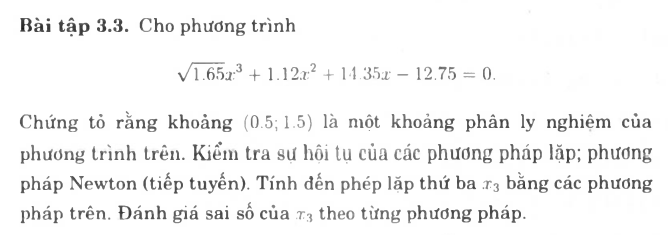 Bài tập 3.3. Cho phương trình
√1.65x³ + 1.12x² + 14.35x − 12.75 = 0.
Chứng tỏ rằng khoảng (0.5; 1.5) là một khoảng phân ly nghiệm của
phương trình trên. Kiểm tra sự hội tụ của các phương pháp lặp; phương
pháp Newton (tiếp tuyến). Tính đến phép lặp thứ ba x₃ bằng các phương
pháp trên. Đánh giá sai số của x₃ theo từng phương pháp.